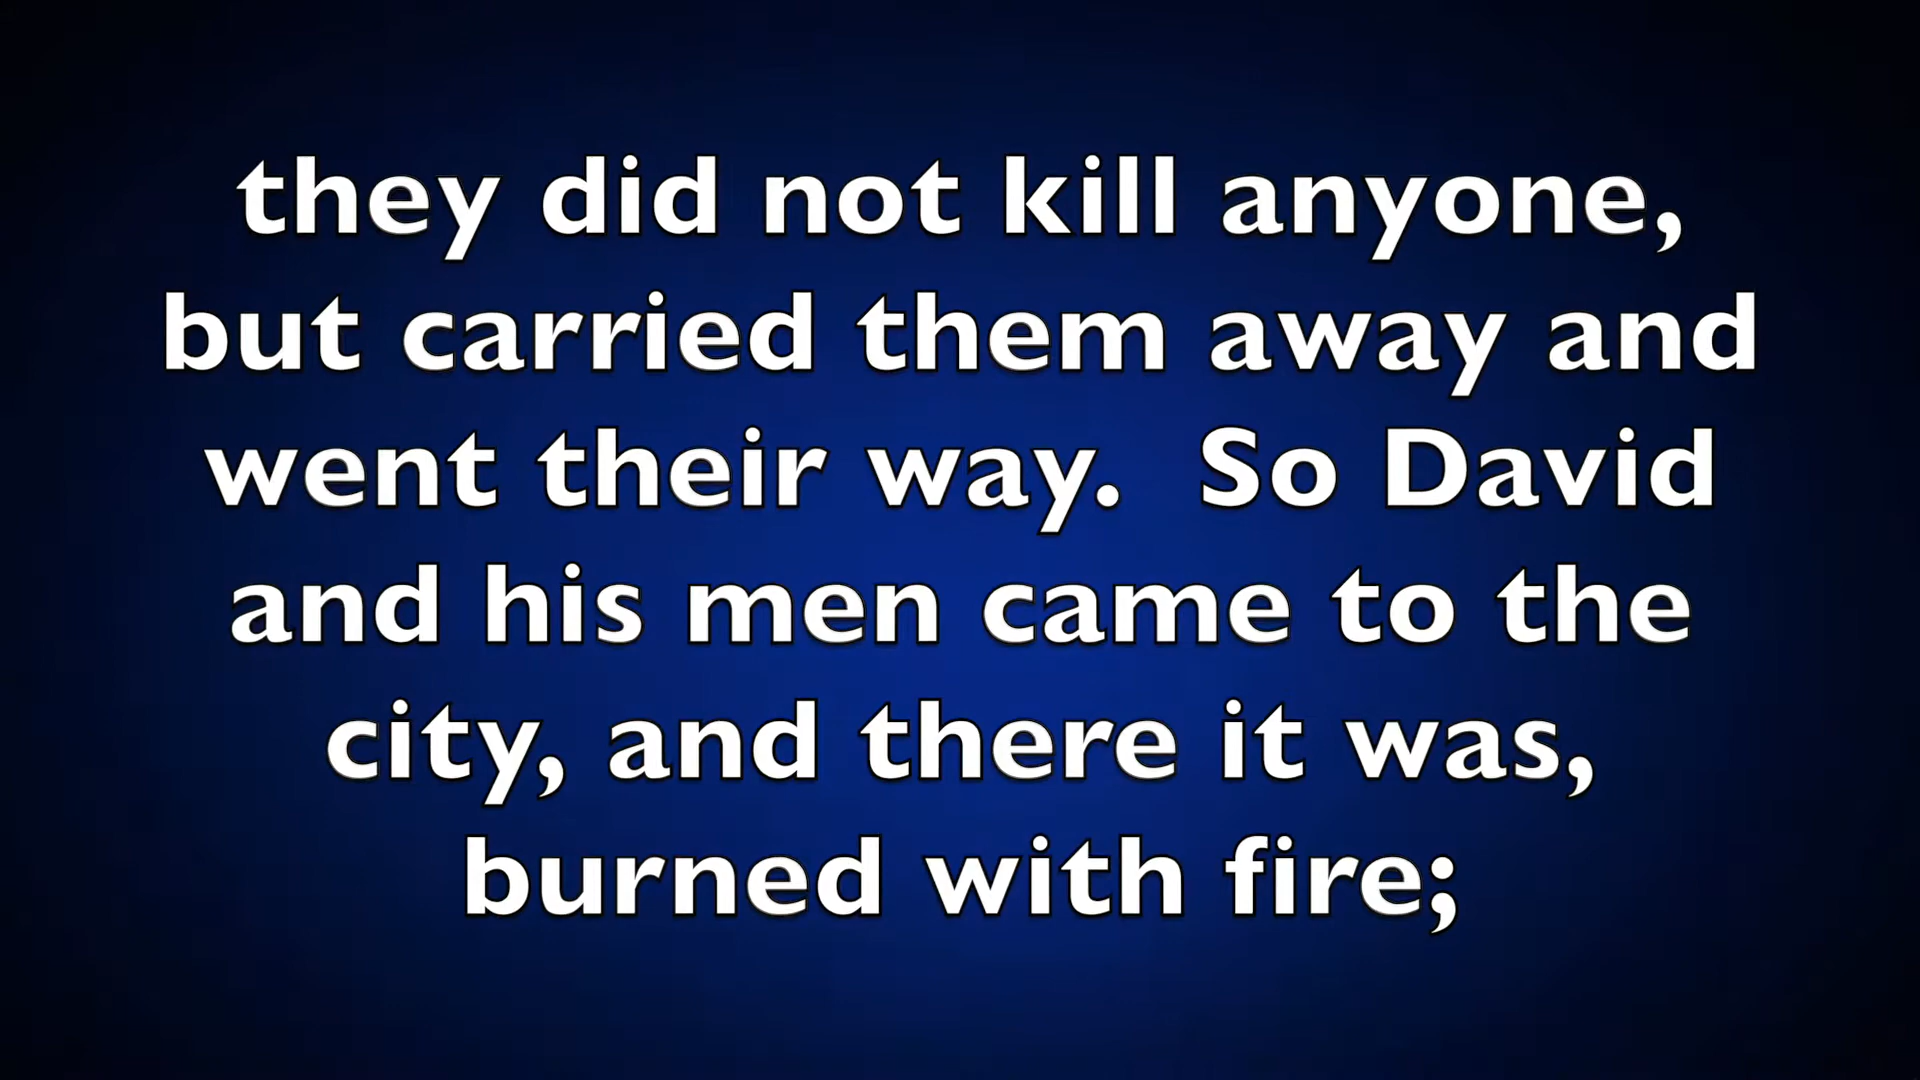 they did not kill anyone,
but carried them away and
went their way.  So David
and his men came to the
city, and there it was,
burned with fire;